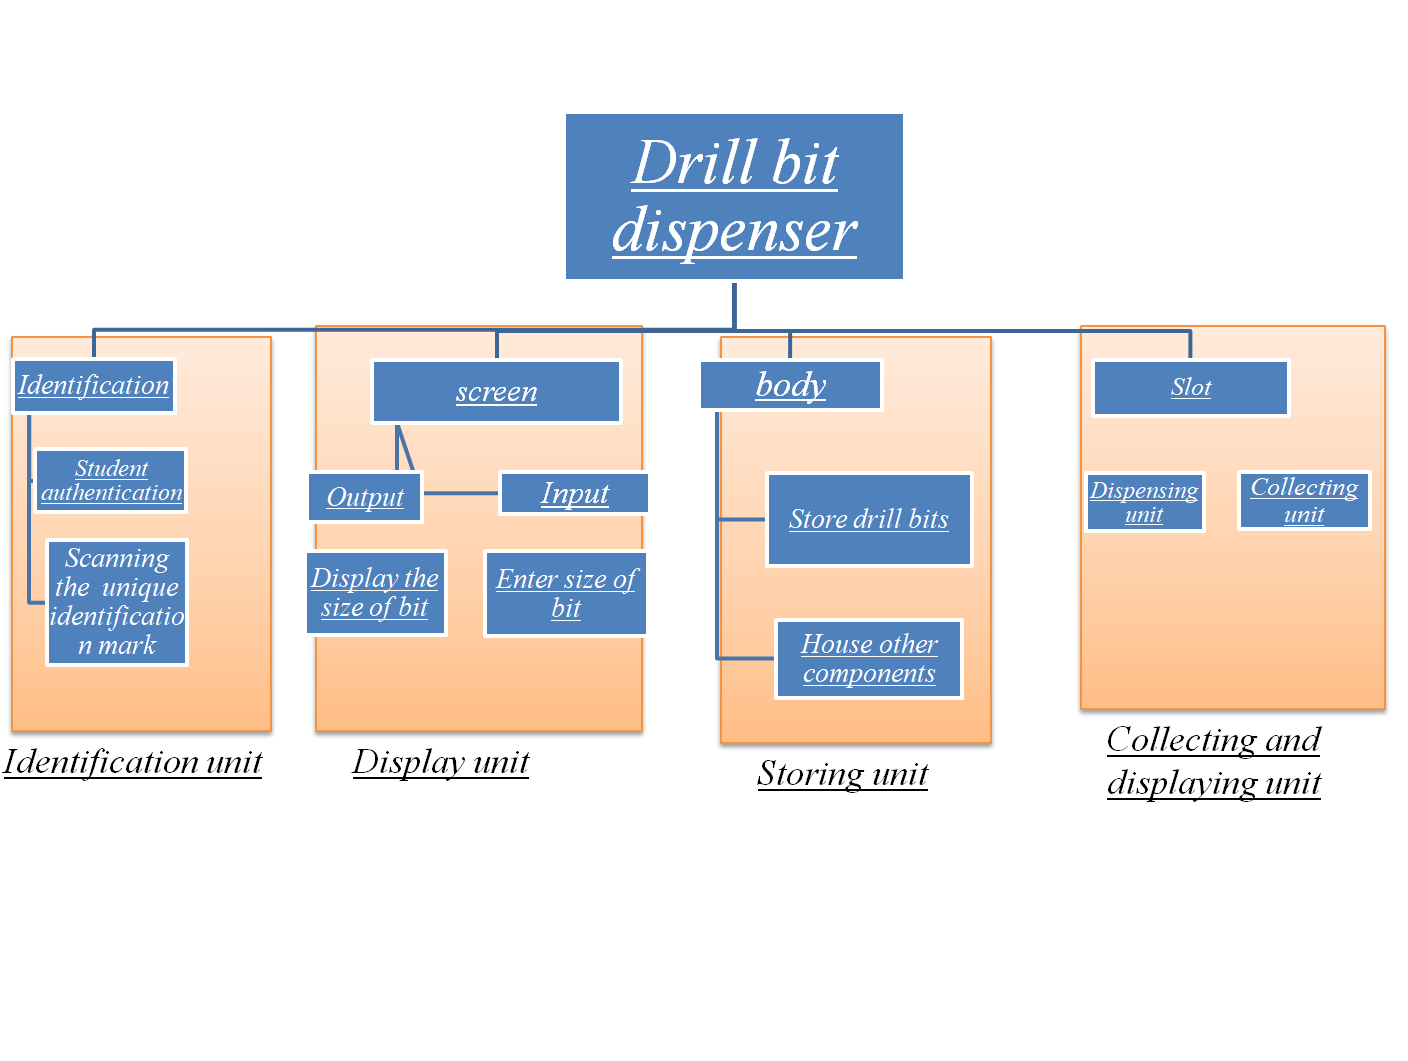 Drill bit
dispenser
Identification
Student
authentication
Scanning
the unique
identificatio
n mark
Identification unit
screen
Output
Input
Display the
size of bit
Enter size of
bit
Display unit
body
Store drill bits
House other
components
Storing unit
Slot
Dispensing
unit
Collecting
unit
Collecting and
displaying unit